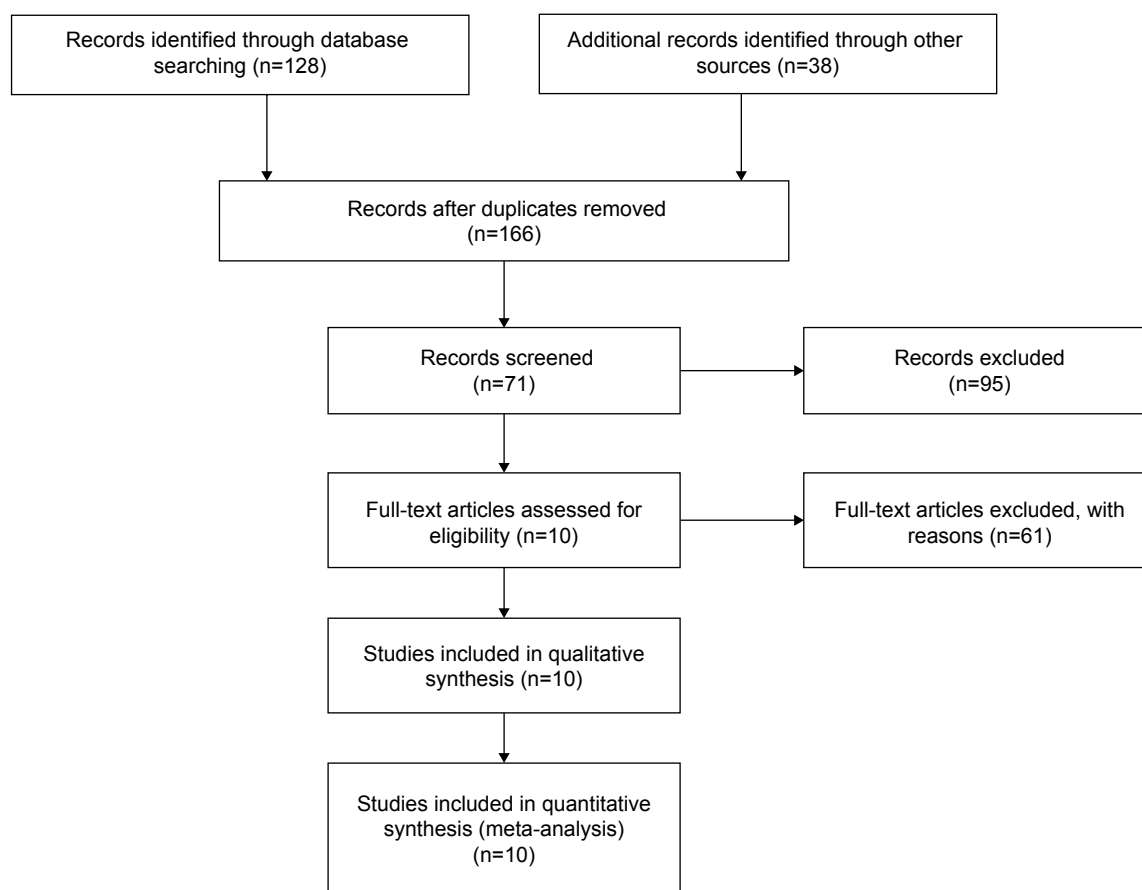 Records identified through database
searching (n=128)
Additional records identified through other
sources (n=38)
Records after duplicates removed
(n=166)
Records screened
(n=71)
Records excluded
(n=95)
Full-text articles assessed for
eligibility (n=10)
Full-text articles excluded, with
reasons (n=61)
Studies included in qualitative
synthesis (n=10)
Studies included in quantitative
synthesis (meta-analysis)
(n=10)